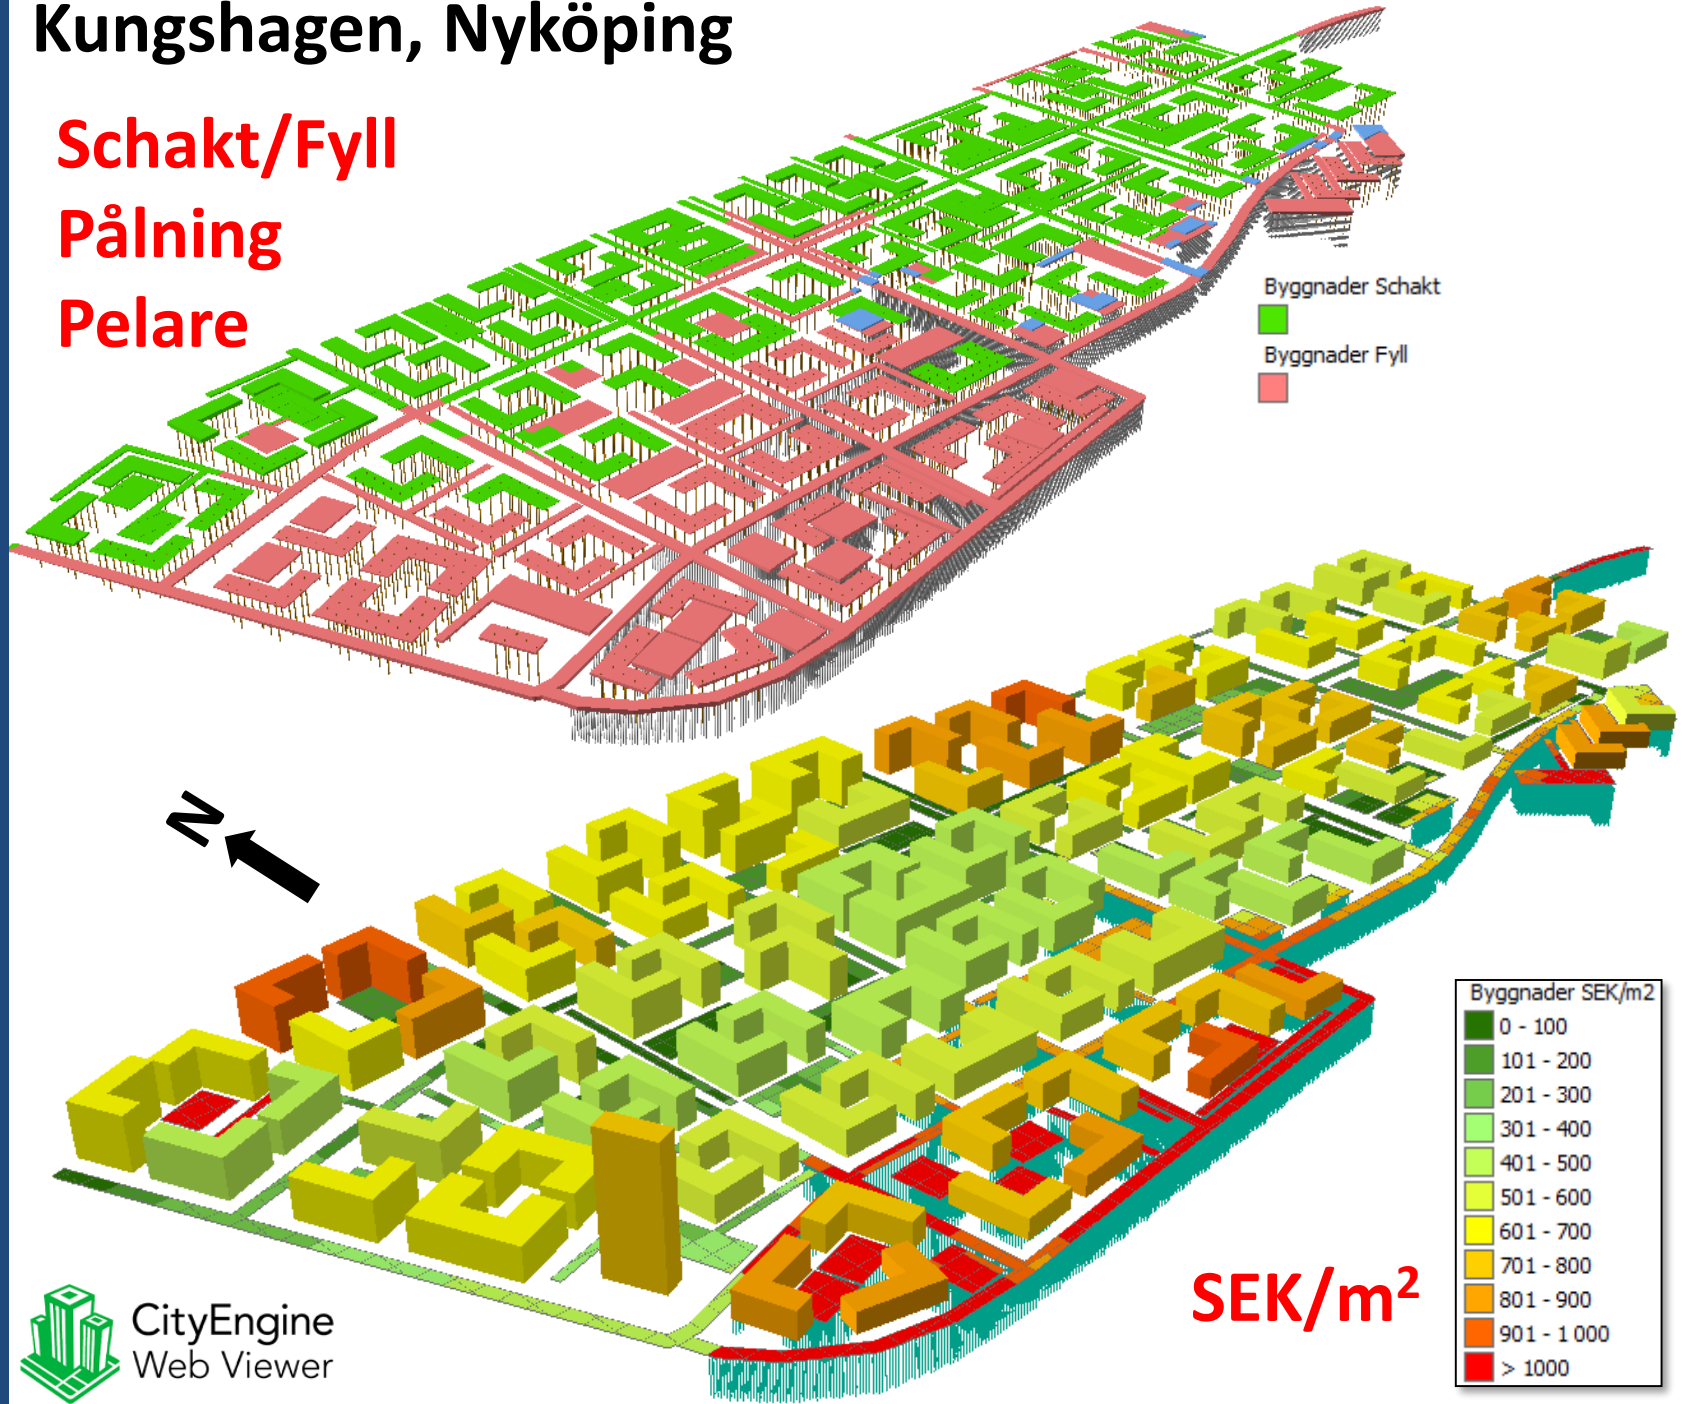 Kungshagen, Nyköping
Schakt/Fyll
Pålning
Pelare
Byggnader Schakt
Byggnader Fyll
N
Byggnader SEK/m2
0 - 100
101 - 200
201 - 300
301 - 400
401 - 500
501 - 600
601 - 700
701 - 800
801 - 900
901 - 1 000
> 1000
SEK/m²
CityEngine
Web Viewer